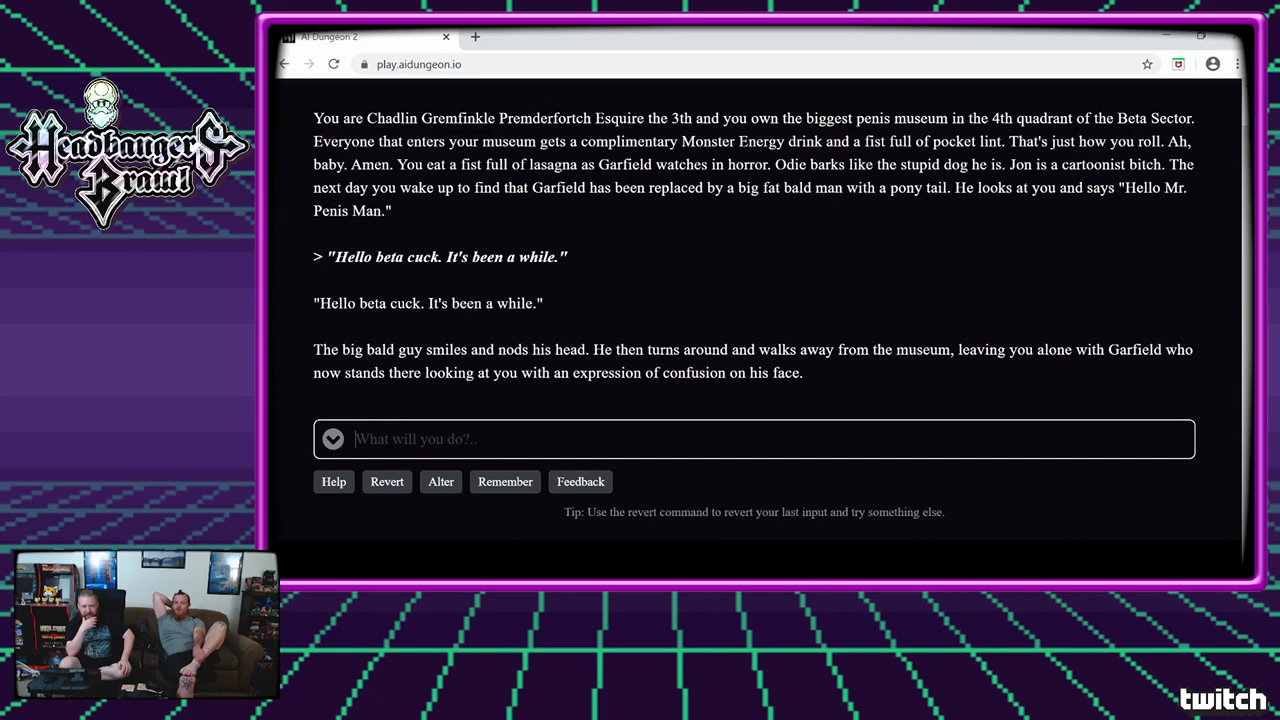 AI Dungeon 2
play.aidungeon.io
Headbangers
Brawl
You are Chadlin Gremfinkle Premderfortch Esquire the 3th and you own the biggest penis museum in the 4th quadrant of the Beta Sector.
Everyone that enters your museum gets a complimentary Monster Energy drink and a fist full of pocket lint. That's just how you roll. Ah,
baby. Amen. You eat a fist full of lasagna as Garfield watches in horror. Odie barks like the stupid dog he is. Jon is a cartoonist bitch. The
next day you wake up to find that Garfield has been replaced by a big fat bald man with a pony tail. He looks at you and says "Hello Mr.
Penis Man."
> "Hello beta cuck. It's been a while."
"Hello beta cuck. It's been a while."
The big bald guy smiles and nods his head. He then turns around and walks away from the museum, leaving you alone with Garfield who
now stands there looking at you with an expression of confusion on his face.
What will you do?..
Help Revert Alter Remember Feedback
Tip: Use the revert command to revert your last input and try something else.
twitch